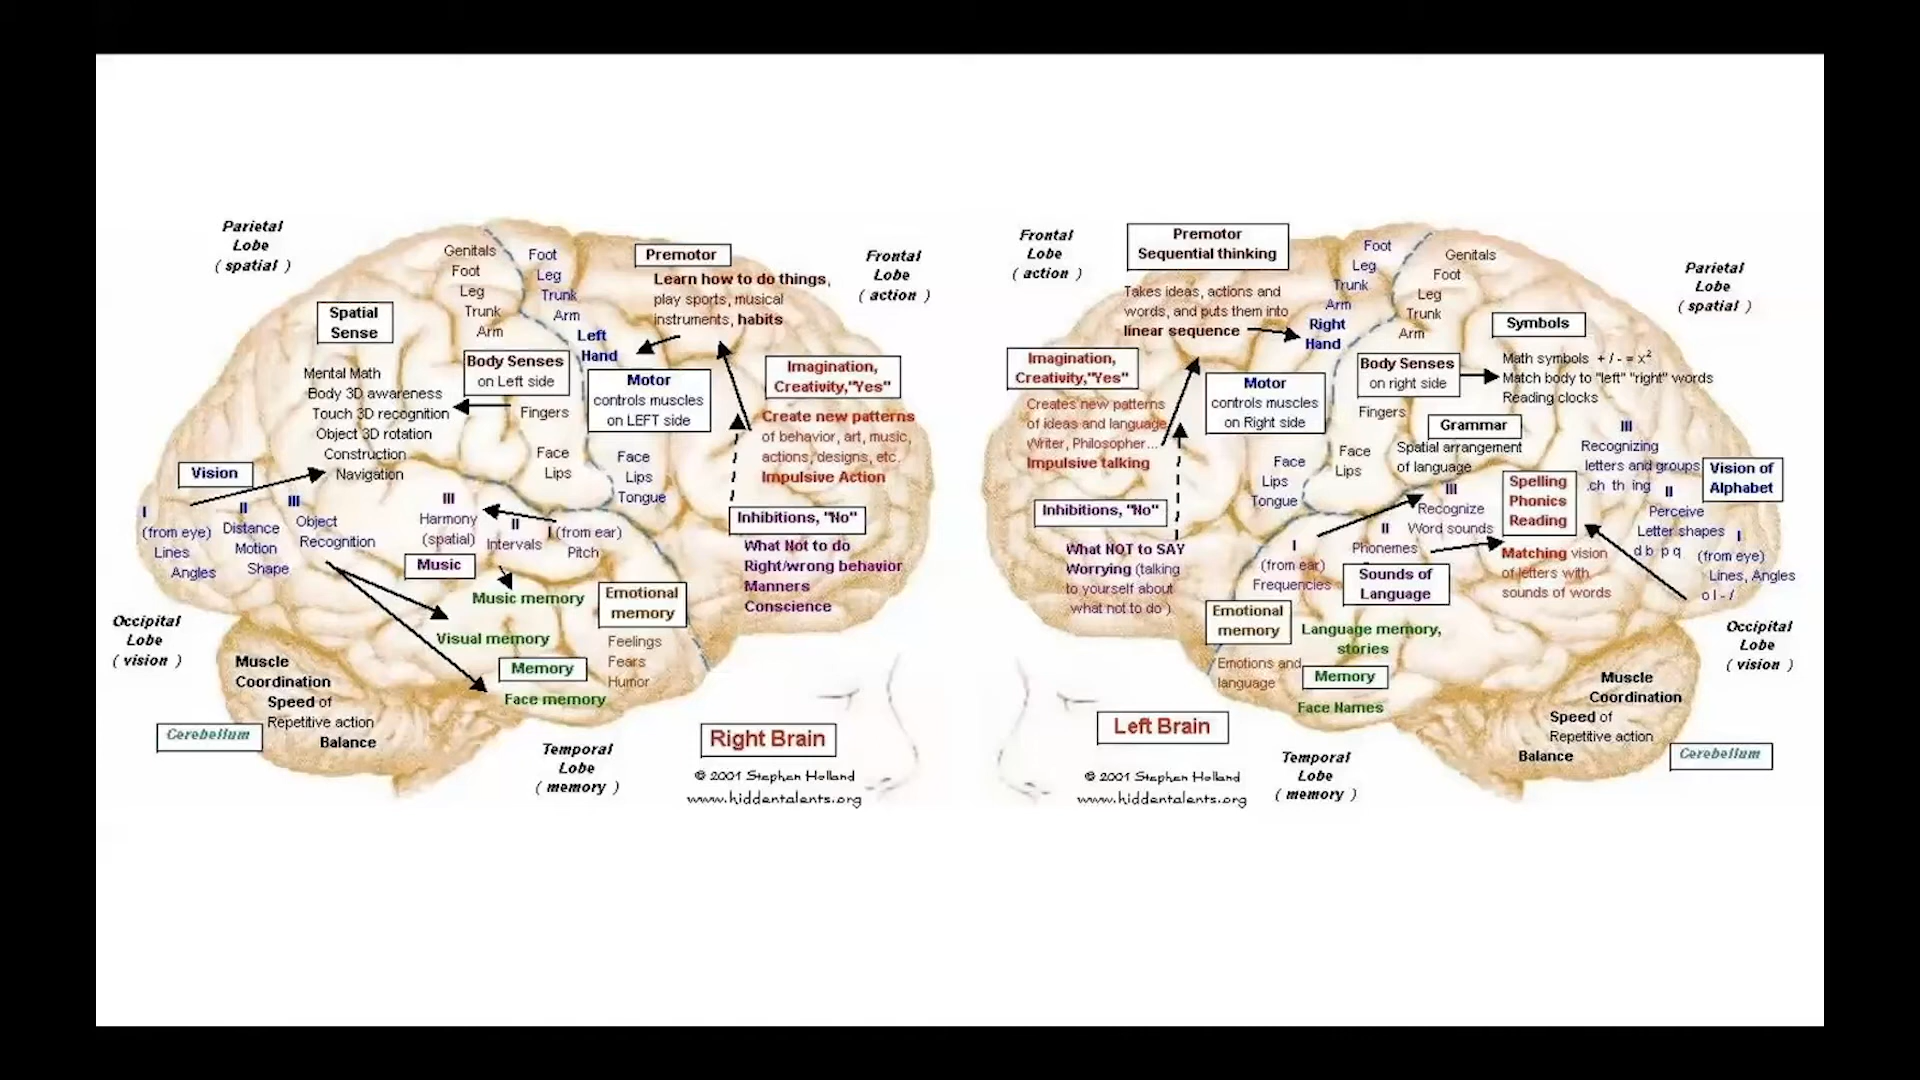 Parietal
Lobe
( spatial )
Genitals
Foot
Leg
Trunk
Arm
Foot
Leg
Trunk
Arm
Left
Hand
Premotor
Learn how to do things,
play sports, musical
instruments, habits
Frontal
Lobe
( action )
Spatial
Sense
Mental Math
Body 3D awareness
Touch 3D recognition
Object 3D rotation
Construction
Navigation
Body Senses
on Left side
Fingers
Face
Lips
Motor
controls muscles
on LEFT side
Face
Lips
Tongue
Imagination,
Creativity,"Yes"
Create new patterns
of behavior, art, music,
actions, designs, etc.
Impulsive Action
Inhibitions, "No"
What Not to do
Right/wrong behavior
Manners
Conscience
Vision
I
(from eye)
Lines
Angles
II
Distance
Motion
Shape
III
Object
Recognition
III
Harmony
(spatial)
II
Intervals
I (from ear)
Pitch
Music
Music memory
Visual memory
Memory
Face memory
Emotional
memory
Feelings
Fears
Humor
Occipital
Lobe
( vision )
Muscle
Coordination
Speed of
Repetitive action
Balance
Cerebellum
Temporal
Lobe
( memory )
Right Brain
© 2001 Stephen Holland
www.hiddentalents.org
Frontal
Lobe
( action )
Premotor
Sequential thinking
Takes ideas, actions and
words, and puts them into
linear sequence
Foot
Leg
Trunk
Arm
Right
Hand
Genitals
Foot
Leg
Trunk
Arm
Parietal
Lobe
( spatial )
Symbols
Math symbols + / - = x²
Match body to "left" "right" words
Reading clocks
Imagination,
Creativity,"Yes"
Creates new patterns
of ideas and language
Writer, Philosopher...
Impulsive talking
Motor
controls muscles
on Right side
Face
Lips
Tongue
Body Senses
on right side
Fingers
Face
Lips
Grammar
Spatial arrangement
of language
III
Recognizing
letters and groups
ch th ing
Vision of
Alphabet
II
Perceive
Letter shapes
d b p q
I
(from eye)
Lines, Angles
o l - /
Inhibitions, "No"
What NOT to SAY
Worrying (talking
to yourself about
what not to do )
III
Recognize
Word sounds
II
Phonemes
I
(from ear)
Frequencies
Spelling
Phonics
Reading
Matching vision
of letters with
sounds of words
Sounds of
Language
Emotional
memory
Emotions and
language
Language memory,
stories
Memory
Face Names
Occipital
Lobe
( vision )
Muscle
Coordination
Speed of
Repetitive action
Balance
Cerebellum
Left Brain
© 2001 Stephen Holland
www.hiddentalents.org
Temporal
Lobe
( memory )